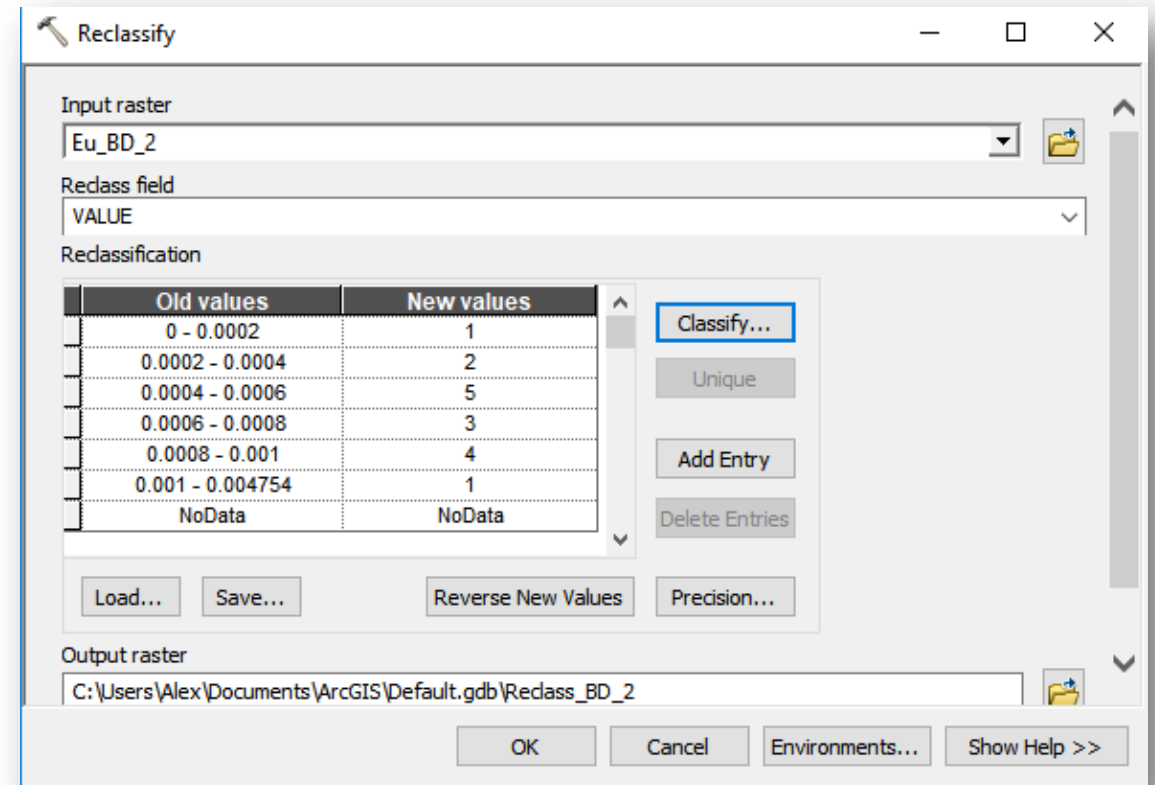 Reclassify
Input raster
Eu_BD_2
Reclass field
VALUE
Reclassification
Old values New values
0 - 0.0002 1
0.0002 - 0.0004 2
0.0004 - 0.0006 5
0.0006 - 0.0008 3
0.0008 - 0.001 4
0.001 - 0.004754 1
NoData NoData
Classify...
Unique
Add Entry
Delete Entries
Load... Save... Reverse New Values Precision...
Output raster
C:\Users\Alex\Documents\ArcGIS\Default.gdb\Reclass_BD_2
OK Cancel Environments... Show Help >>